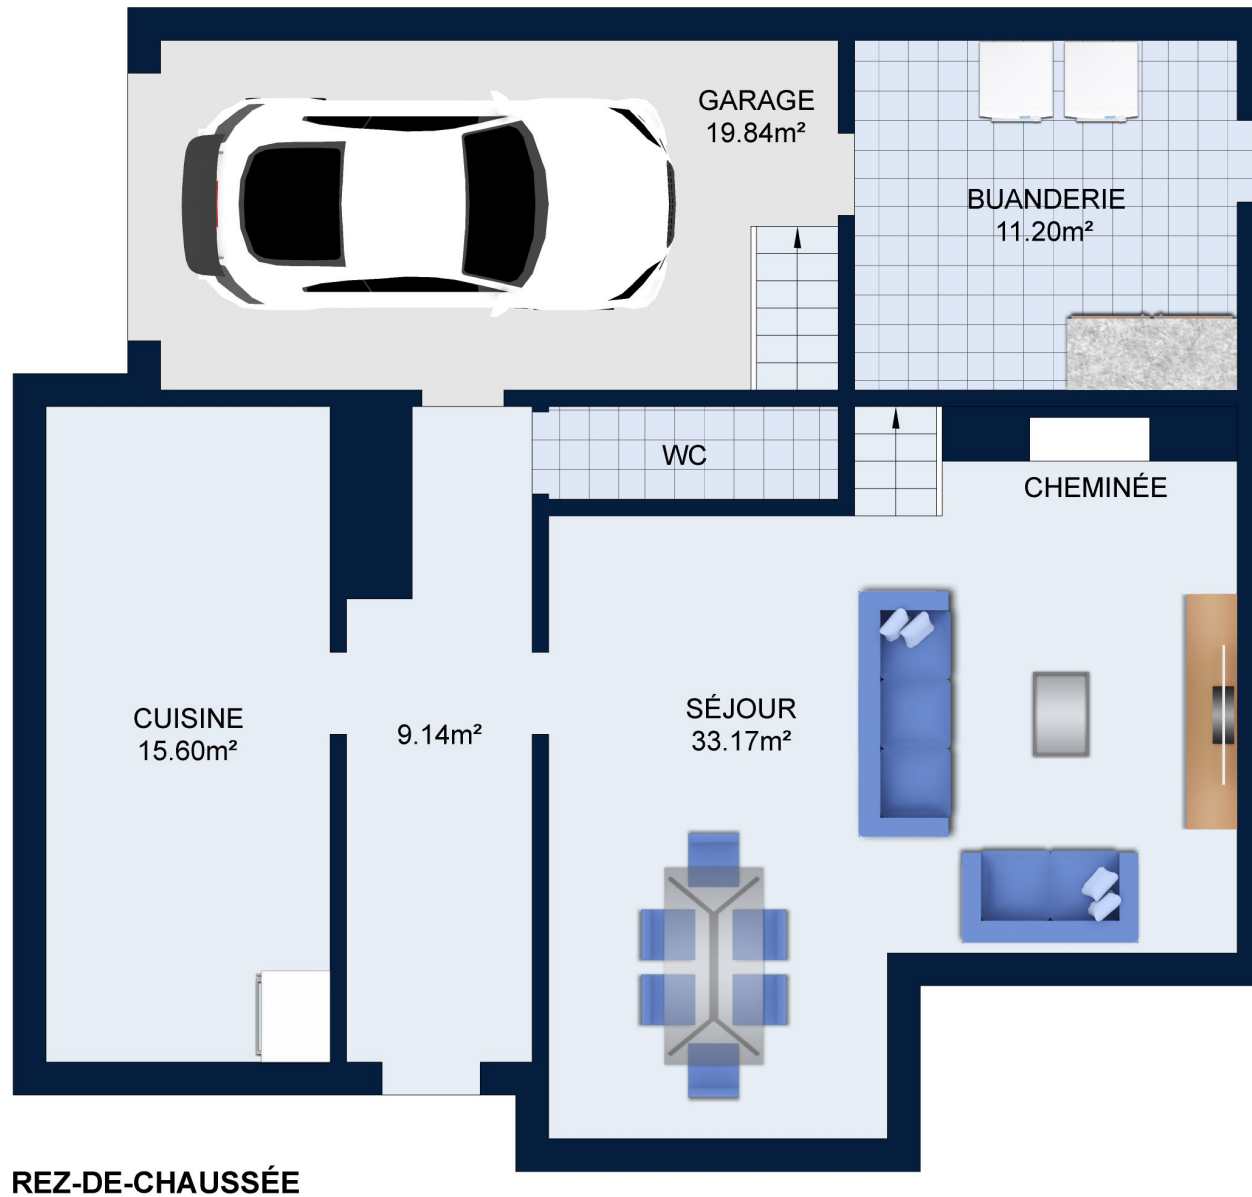 GARAGE
19.84m²
BUANDERIE
11.20m²
WC
CHEMINÉE
CUISINE
15.60m²
9.14m²
SÉJOUR
33.17m²
REZ-DE-CHAUSSÉE